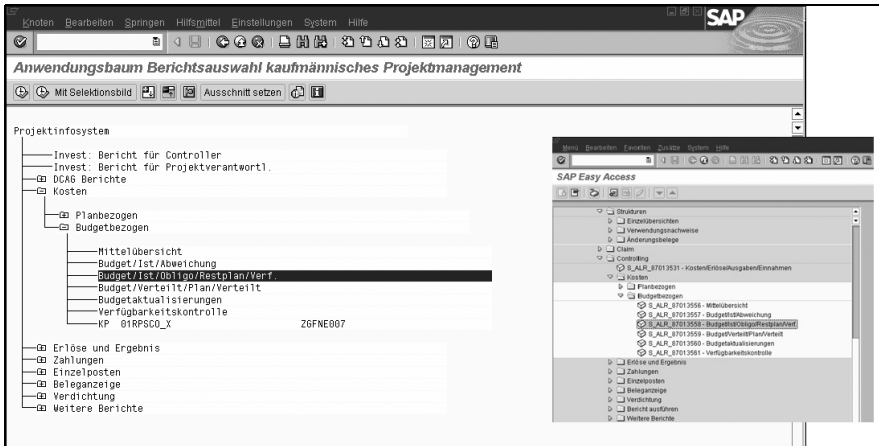 Knoten Bearbeiten Springen Hilfsmittel Einstellungen System Hilfe
SAP
Anwendungsbaum Berichtsauswahl kaufmännisches Projektmanagement
Mit Selektionsbild Ausschnitt setzen
Projektinfosystem
Invest: Bericht für Controller
Invest: Bericht für Projektverantwortl.
DCAG Berichte
Kosten
Planbezogen
Budgetbezogen
Mittelübersicht
Budget/Ist/Abweichung
Budget/Ist/Obligo/Restplan/Verf.
Budget/Verteilt/Plan/Verteilt
Budgetaktualisierungen
Verfügbarkeitskontrolle
KP 01RPSCO_X ZGFNE007
Erlöse und Ergebnis
Zahlungen
Einzelposten
Beleganzeige
Verdichtung
Weitere Berichte
Menü Bearbeiten Favoriten Zusätze System Hilfe
SAP Easy Access
Strukturen
Einzelübersichten
Verwendungsnachweise
Änderungsbelege
Claim
Controlling
S_ALR_87013531 - Kosten/Erlöse/Ausgaben/Einnahmen
Kosten
Planbezogen
Budgetbezogen
S_ALR_87013556 - Mittelübersicht
S_ALR_87013557 - Budget/Ist/Abweichung
S_ALR_87013558 - Budget/Ist/Obligo/Restplan/Verf.
S_ALR_87013559 - Budget/Verteilt/Plan/Verteilt
S_ALR_87013560 - Budgetaktualisierungen
S_ALR_87013561 - Verfügbarkeitskontrolle
Erlöse und Ergebnis
Zahlungen
Einzelposten
Beleganzeige
Verdichtung
Bericht ausführen
Weitere Berichte